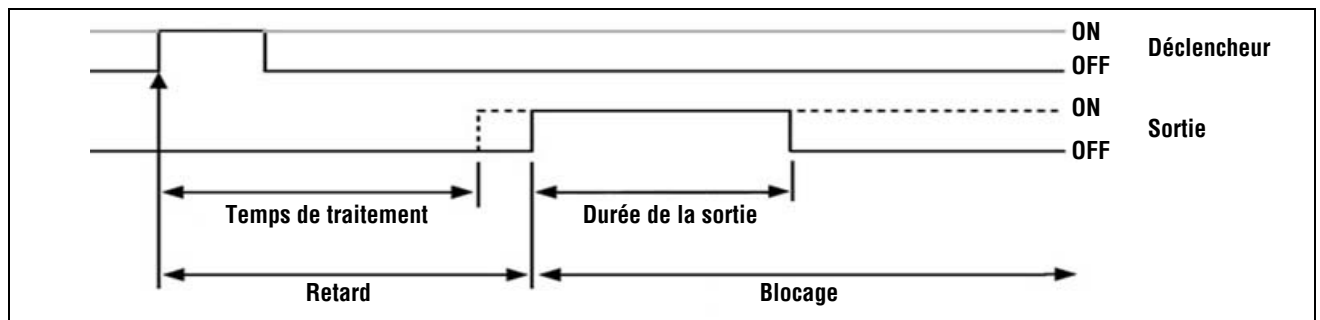 ON
Déclencheur
OFF
ON
Sortie
OFF
Temps de traitement
Durée de la sortie
Retard
Blocage